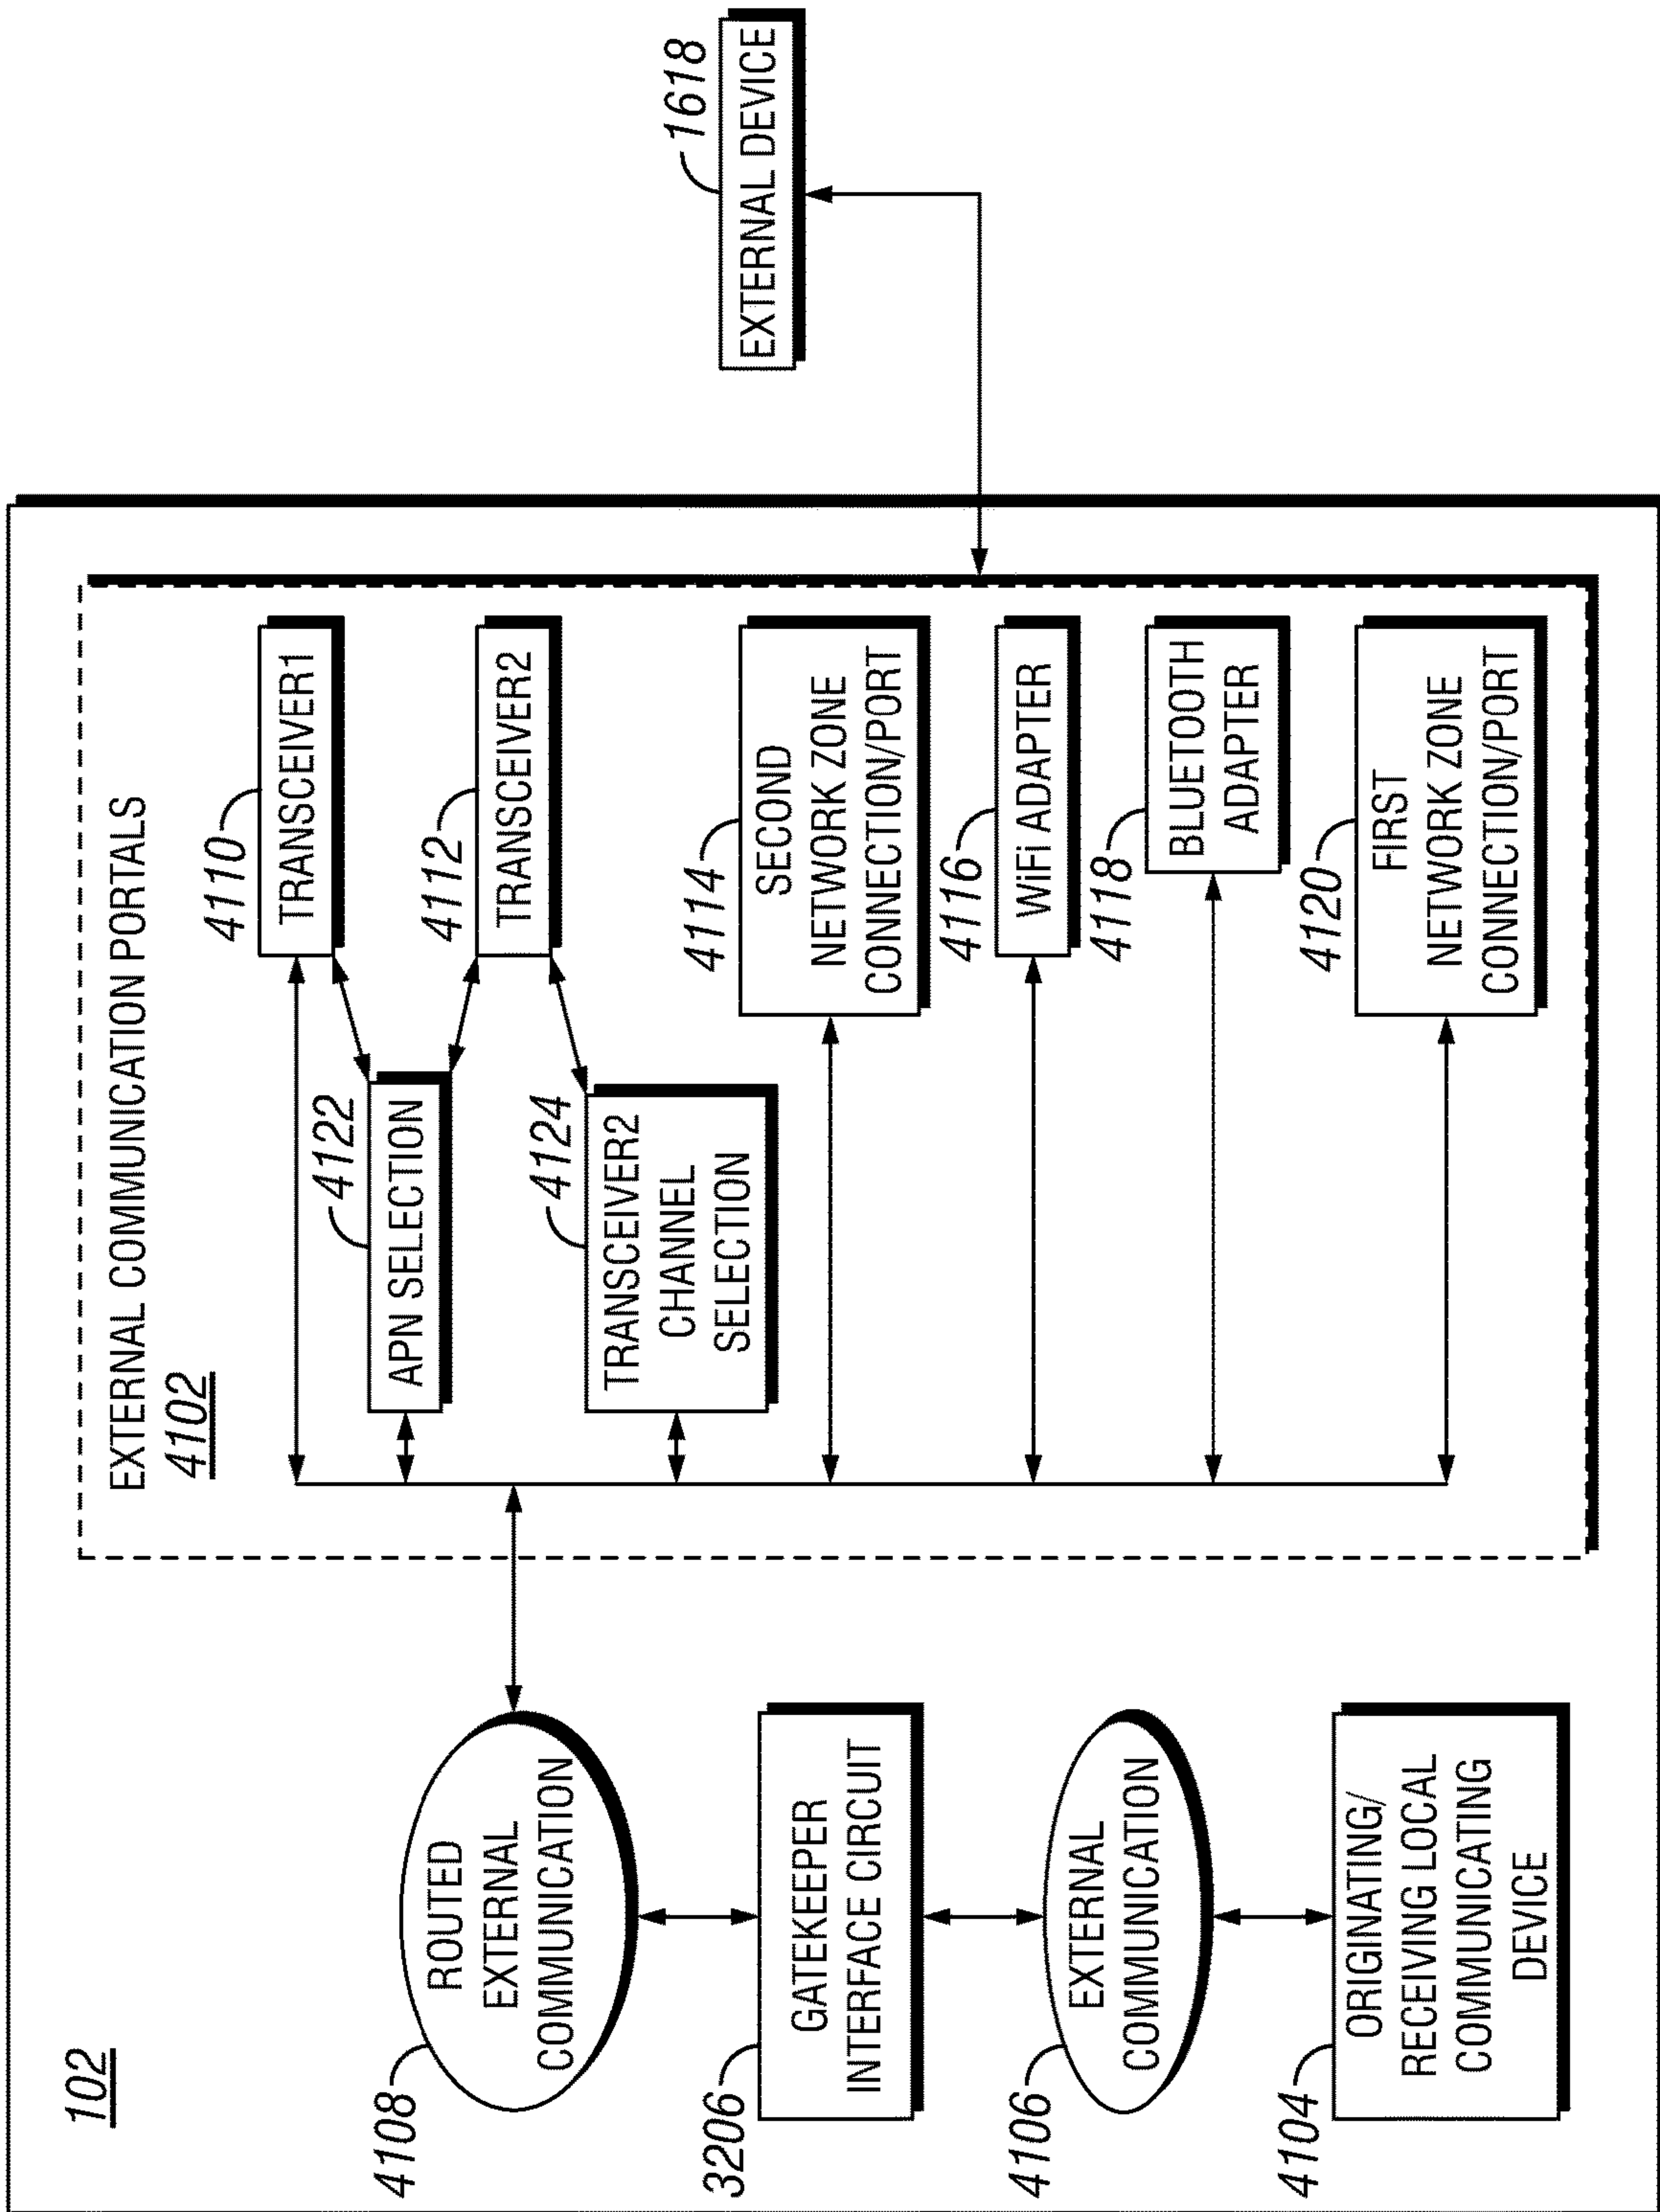 102
4108
ROUTED
EXTERNAL
COMMUNICATION
3206
GATEKEEPER
INTERFACE CIRCUIT
4106
EXTERNAL
COMMUNICATION
4104
ORIGINATING/
RECEIVING LOCAL
COMMUNICATING
DEVICE
EXTERNAL COMMUNICATION PORTALS
4102
4110
TRANSCEIVER1
4122
APN SELECTION
4112
TRANSCEIVER2
4124
TRANSCEIVER2
CHANNEL
SELECTION
4114
SECOND
NETWORK ZONE
CONNECTION/PORT
4116
WiFi ADAPTER
4118
BLUETOOTH
ADAPTER
4120
FIRST
NETWORK ZONE
CONNECTION/PORT
1618
EXTERNAL DEVICE